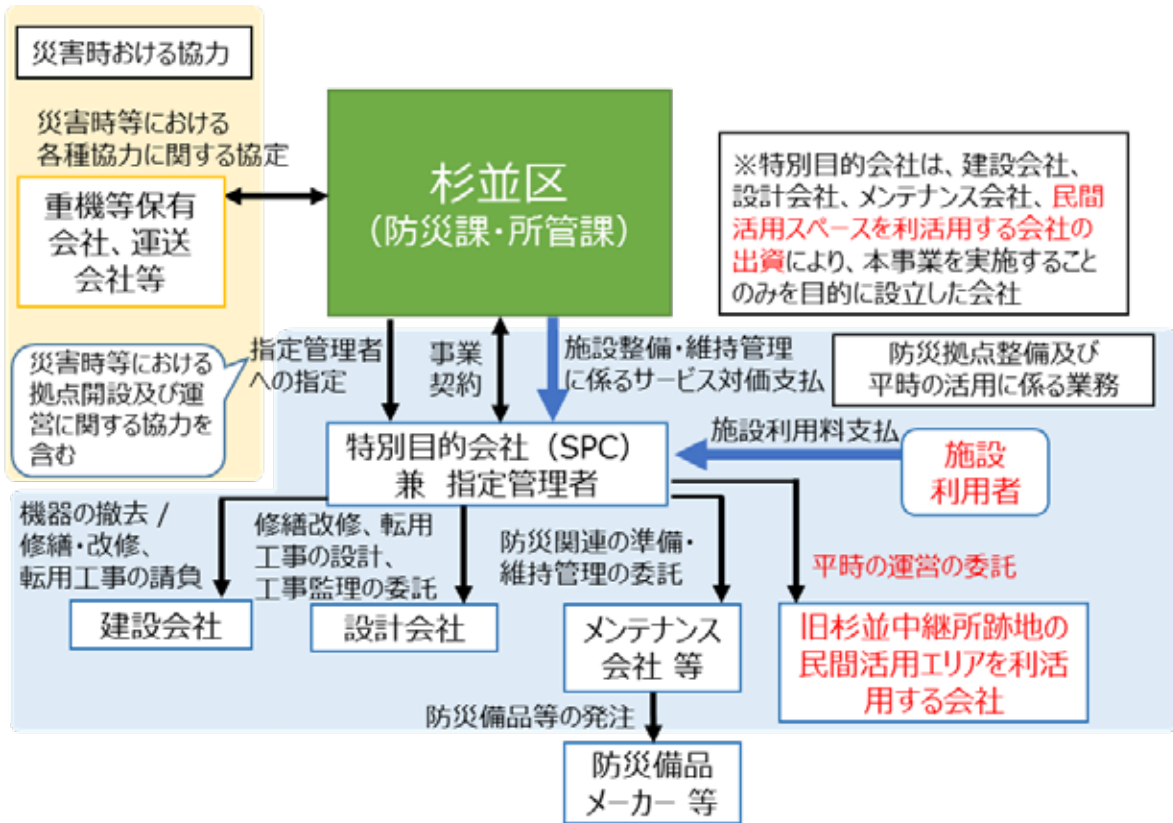 災害時おける協力
災害時等における
各種協力に関する協定
重機等保有
会社、運送
会社等
杉並区
（防災課・所管課）
※特別目的会社は、建設会社、
設計会社、メンテナンス会社、民間
活用スペースを利活用する会社の
出資により、本事業を実施すること
のみを目的に設立した会社
災害時等における
拠点開設及び運
営に関する協力を
含む
指定管理者
への指定
事業
契約
施設整備・維持管理
に係るサービス対価支払
防災拠点整備及び
平時の活用に係る業務
特別目的会社（SPC）
兼 指定管理者
施設利用料支払
施設
利用者
機器の撤去 /
修繕・改修、
転用工事の請負
修繕改修、転用
工事の設計、
工事監理の委託
防災関連の準備・
維持管理の委託
平時の運営の委託
建設会社
設計会社
メンテナンス
会社 等
旧杉並中継所跡地の
民間活用エリアを利活
用する会社
防災備品等の発注
防災備品
メーカー 等